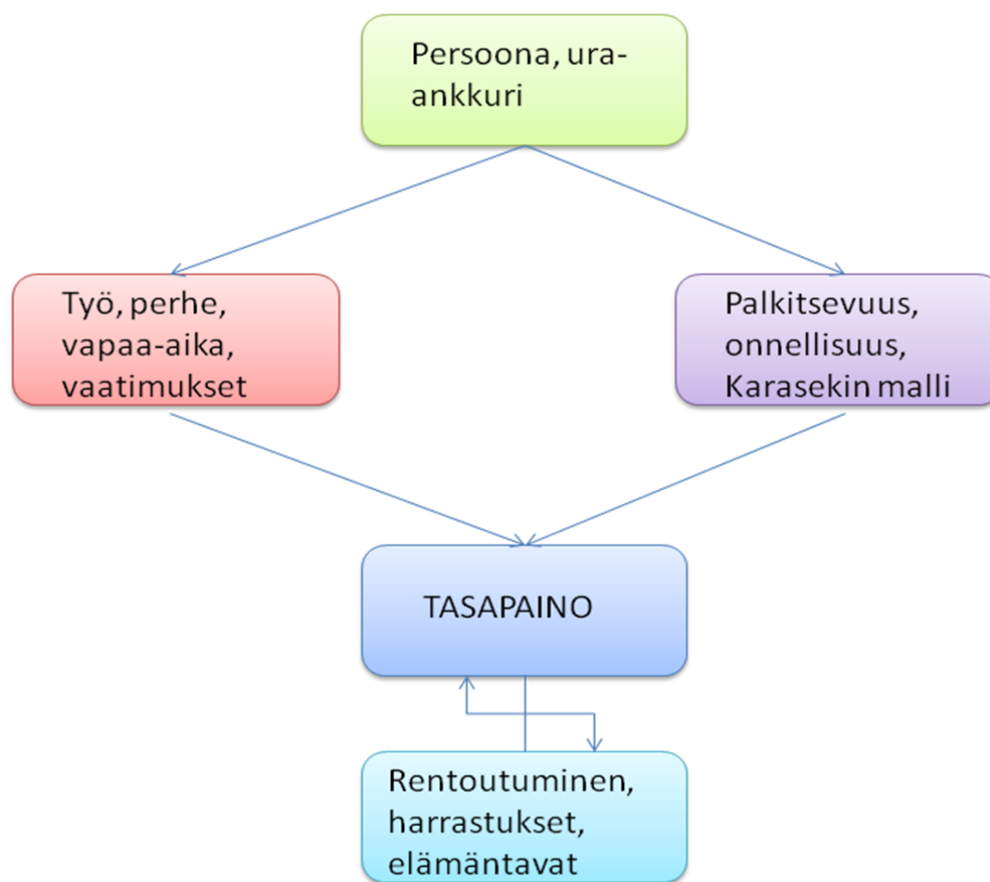 Persoona, ura-
ankkuri
Työ, perhe,
vapaa-aika,
vaatimukset
Palkitsevuus,
onnellisuus,
Karasekin malli
TASAPAINO
Rentoutuminen,
harrastukset,
elämäntavat